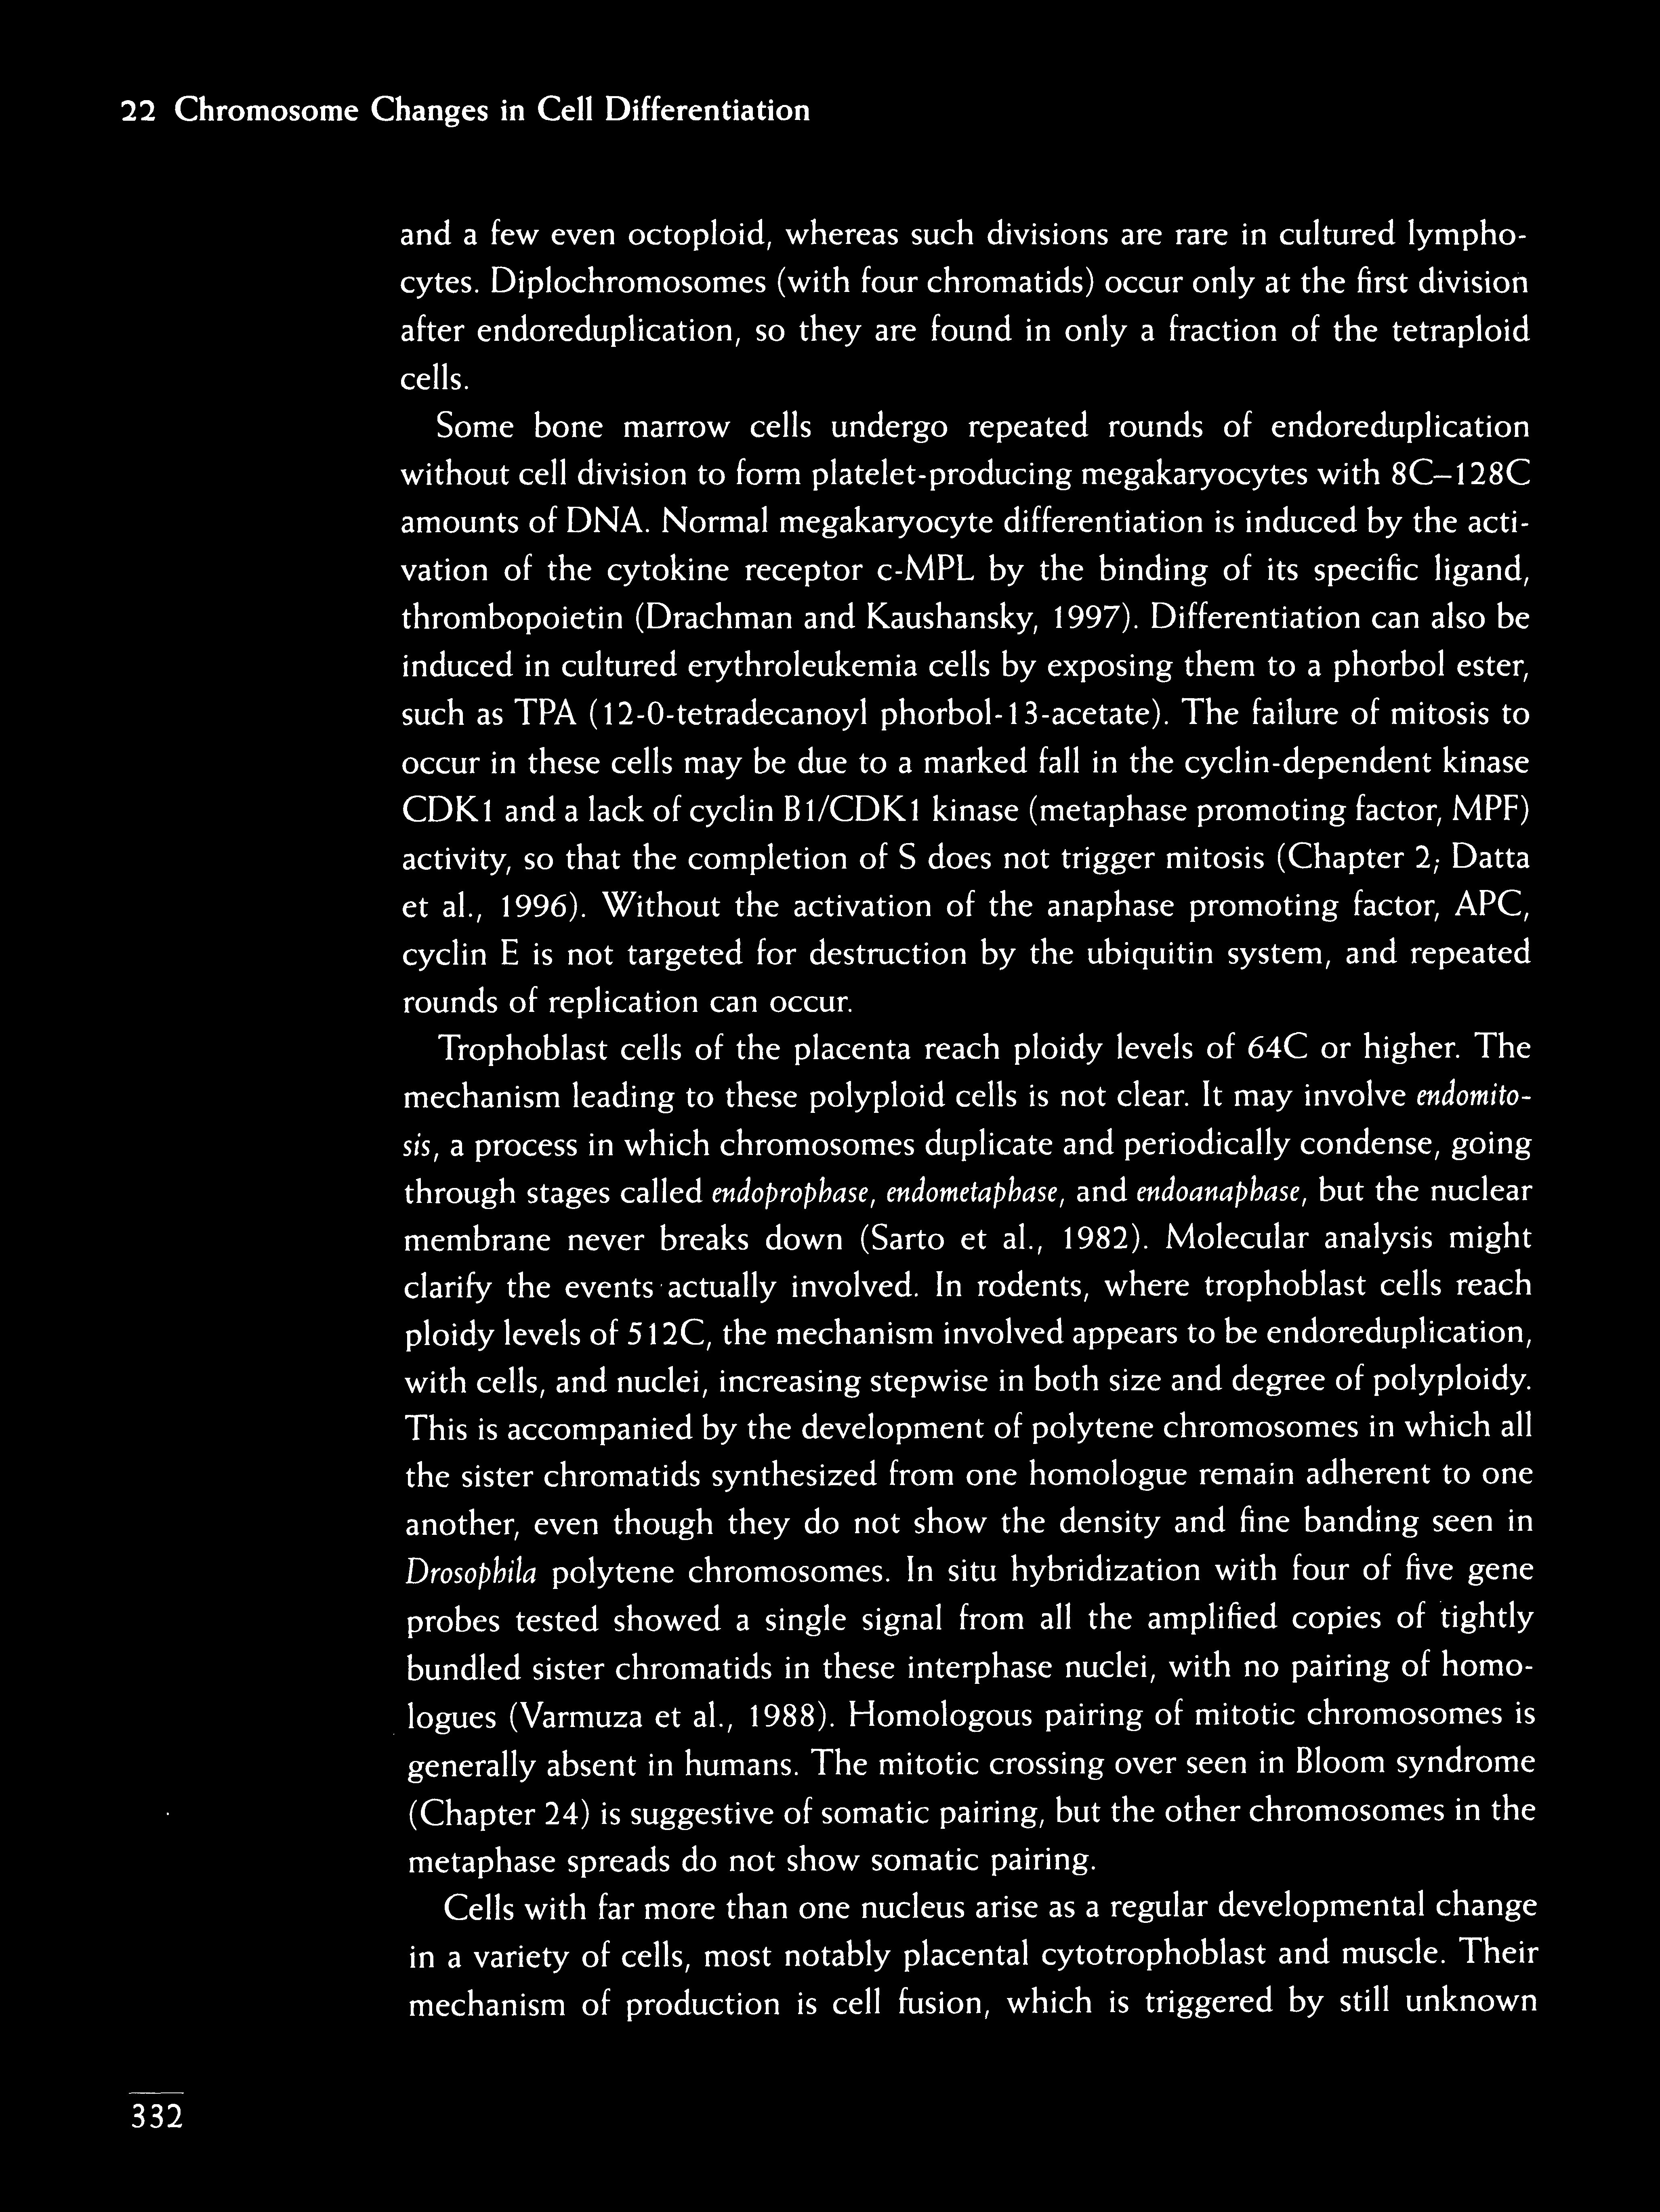 22 Chromosome Changes in Cell Differentiation
and a few even octoploid, whereas such divisions are rare in cultured lympho-
cytes. Diplochromosomes (with four chromatids) occur only at the first division
after endoreduplication, so they are found in only a fraction of the tetraploid
cells.
Some bone marrow cells undergo repeated rounds of endoreduplication
without cell division to form platelet-producing megakaryocytes with 8C–128C
amounts of DNA. Normal megakaryocyte differentiation is induced by the acti-
vation of the cytokine receptor c-MPL by the binding of its specific ligand,
thrombopoietin (Drachman and Kaushansky, 1997). Differentiation can also be
induced in cultured erythroleukemia cells by exposing them to a phorbol ester,
such as TPA (12-0-tetradecanoyl phorbol-13-acetate). The failure of mitosis to
occur in these cells may be due to a marked fall in the cyclin-dependent kinase
CDK1 and a lack of cyclin B1/CDK1 kinase (metaphase promoting factor, MPF)
activity, so that the completion of S does not trigger mitosis (Chapter 2; Datta
et al., 1996). Without the activation of the anaphase promoting factor, APC,
cyclin E is not targeted for destruction by the ubiquitin system, and repeated
rounds of replication can occur.
Trophoblast cells of the placenta reach ploidy levels of 64C or higher. The
mechanism leading to these polyploid cells is not clear. It may involve endomito-
sis, a process in which chromosomes duplicate and periodically condense, going
through stages called endoprophase, endometaphase, and endoanaphase, but the nuclear
membrane never breaks down (Sarto et al., 1982). Molecular analysis might
clarify the events actually involved. In rodents, where trophoblast cells reach
ploidy levels of 512C, the mechanism involved appears to be endoreduplication,
with cells, and nuclei, increasing stepwise in both size and degree of polyploidy.
This is accompanied by the development of polytene chromosomes in which all
the sister chromatids synthesized from one homologue remain adherent to one
another, even though they do not show the density and fine banding seen in
Drosophila polytene chromosomes. In situ hybridization with four of five gene
probes tested showed a single signal from all the amplified copies of tightly
bundled sister chromatids in these interphase nuclei, with no pairing of homo-
logues (Varmuza et al., 1988). Homologous pairing of mitotic chromosomes is
generally absent in humans. The mitotic crossing over seen in Bloom syndrome
(Chapter 24) is suggestive of somatic pairing, but the other chromosomes in the
metaphase spreads do not show somatic pairing.
Cells with far more than one nucleus arise as a regular developmental change
in a variety of cells, most notably placental cytotrophoblast and muscle. Their
mechanism of production is cell fusion, which is triggered by still unknown
332